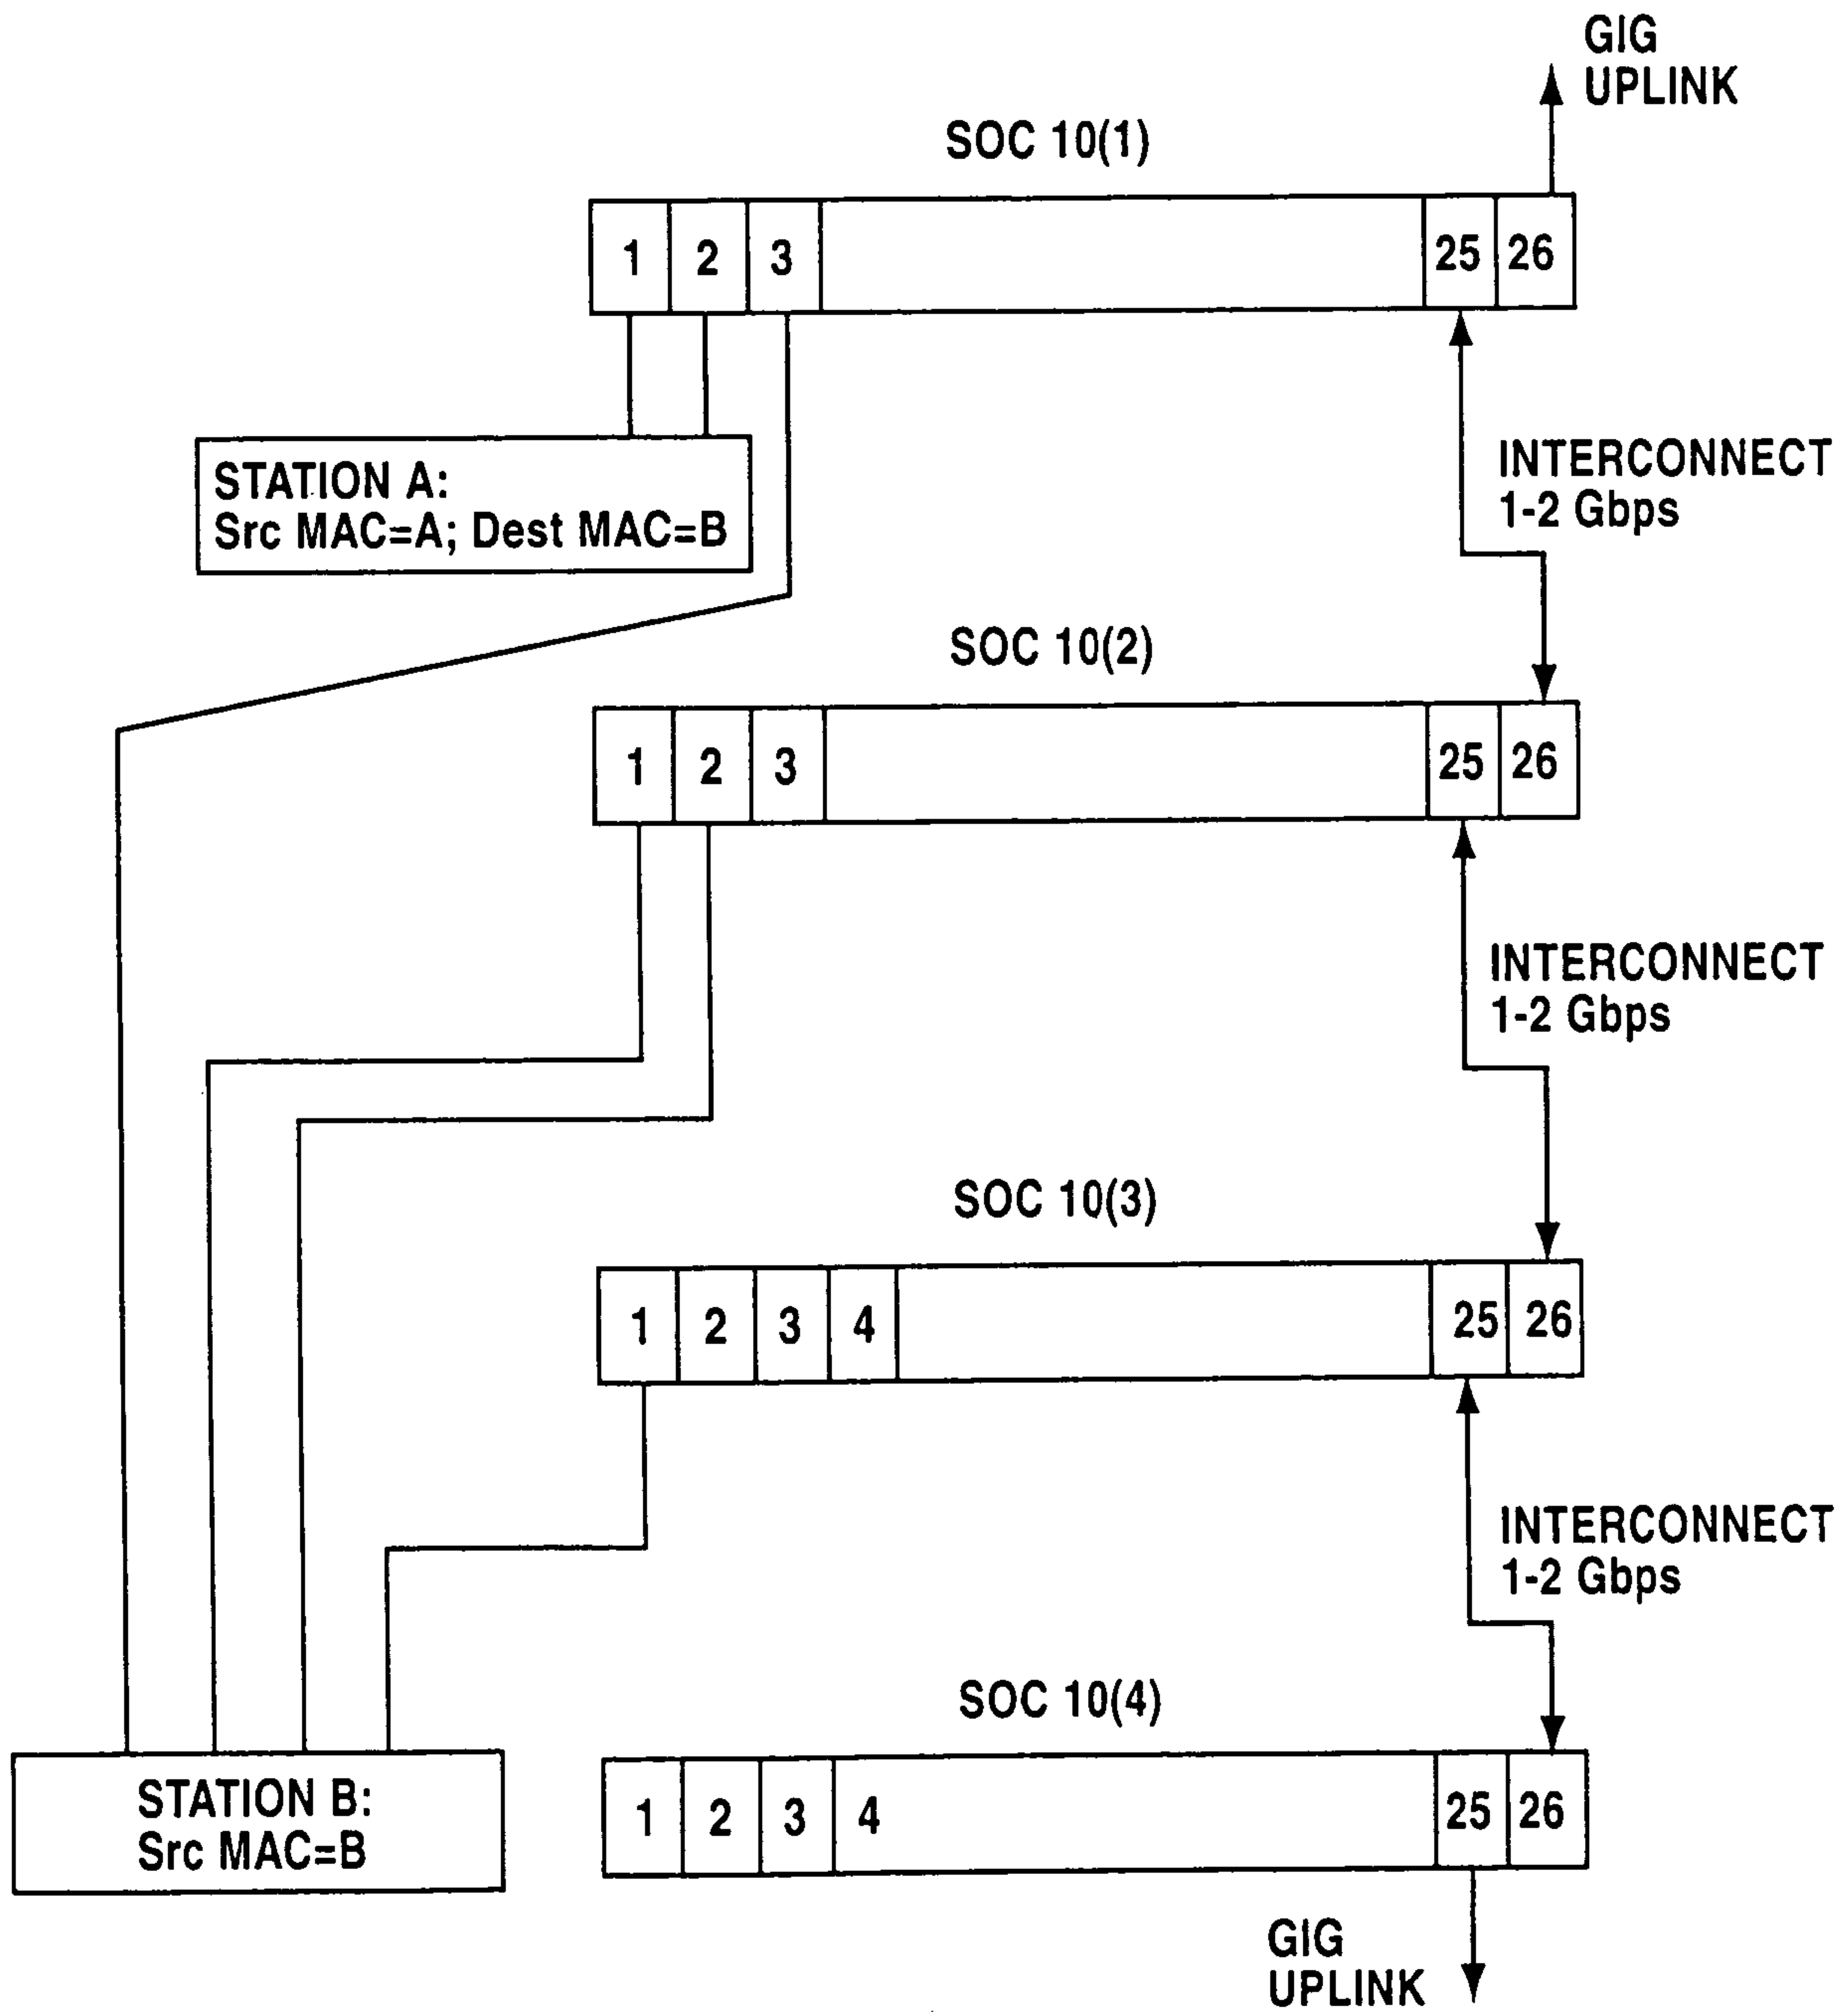 GIG
UPLINK
SOC 10(1)
1 2 3 25 26
STATION A:
Src MAC=A; Dest MAC=B
INTERCONNECT
1-2 Gbps
SOC 10(2)
1 2 3 25 26
INTERCONNECT
1-2 Gbps
SOC 10(3)
1 2 3 4 25 26
INTERCONNECT
1-2 Gbps
SOC 10(4)
1 2 3 4 25 26
STATION B:
Src MAC=B
GIG
UPLINK